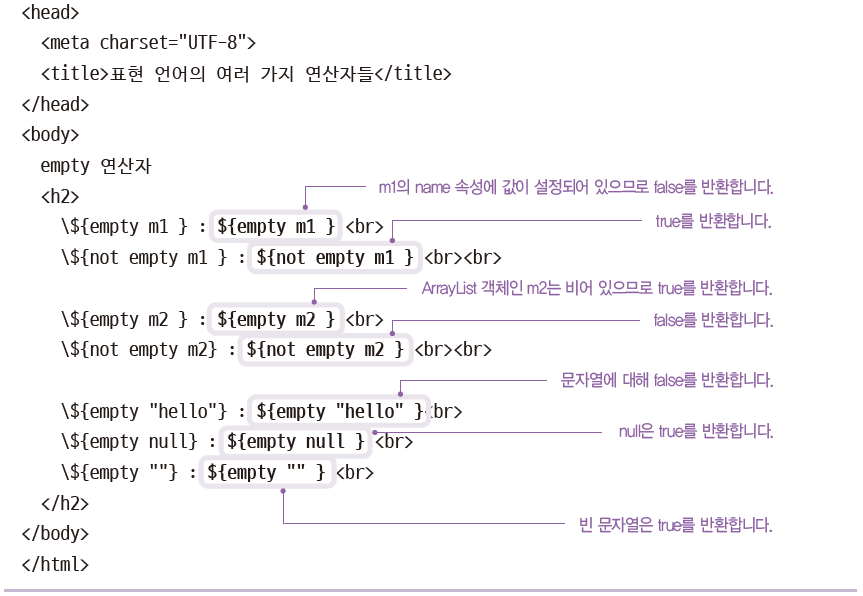 <head>
<meta charset="UTF-8">
<title>표현 언어의 여러 가지 연산자들</title>
</head>
<body>
empty 연산자
m1의 name 속성에 값이 설정되어 있으므로 false를 반환합니다.
<h2>
\${empty m1 } : ${empty m1 } <br>
true를 반환합니다.
\${not empty m1 } : ${not empty m1 } <br><br>
ArrayList 객체인 m2는 비어 있으므로 true를 반환합니다.
\${empty m2 } : ${empty m2 } <br>
false를 반환합니다.
\${not empty m2} : ${not empty m2 } <br><br>
문자열에 대해 false를 반환합니다.
\${empty "hello"} : ${empty "hello" }<br>
null은 true를 반환합니다.
\${empty null} : ${empty null } <br>
\${empty ""} : ${empty "" } <br>
</h2>
빈 문자열은 true를 반환합니다.
</body>
</html>